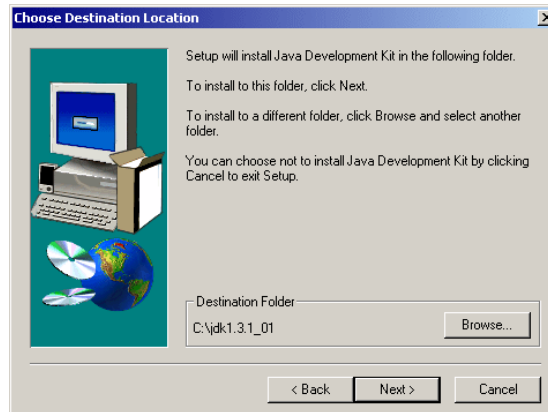 Choose Destination Location
Setup will install Java Development Kit in the following folder.
To install to this folder, click Next.
To install to a different folder, click Browse and select another
folder.
You can choose not to install Java Development Kit by clicking
Cancel to exit Setup.
Destination Folder
C:\jdk1.3.1_01
Browse...
< Back
Next >
Cancel